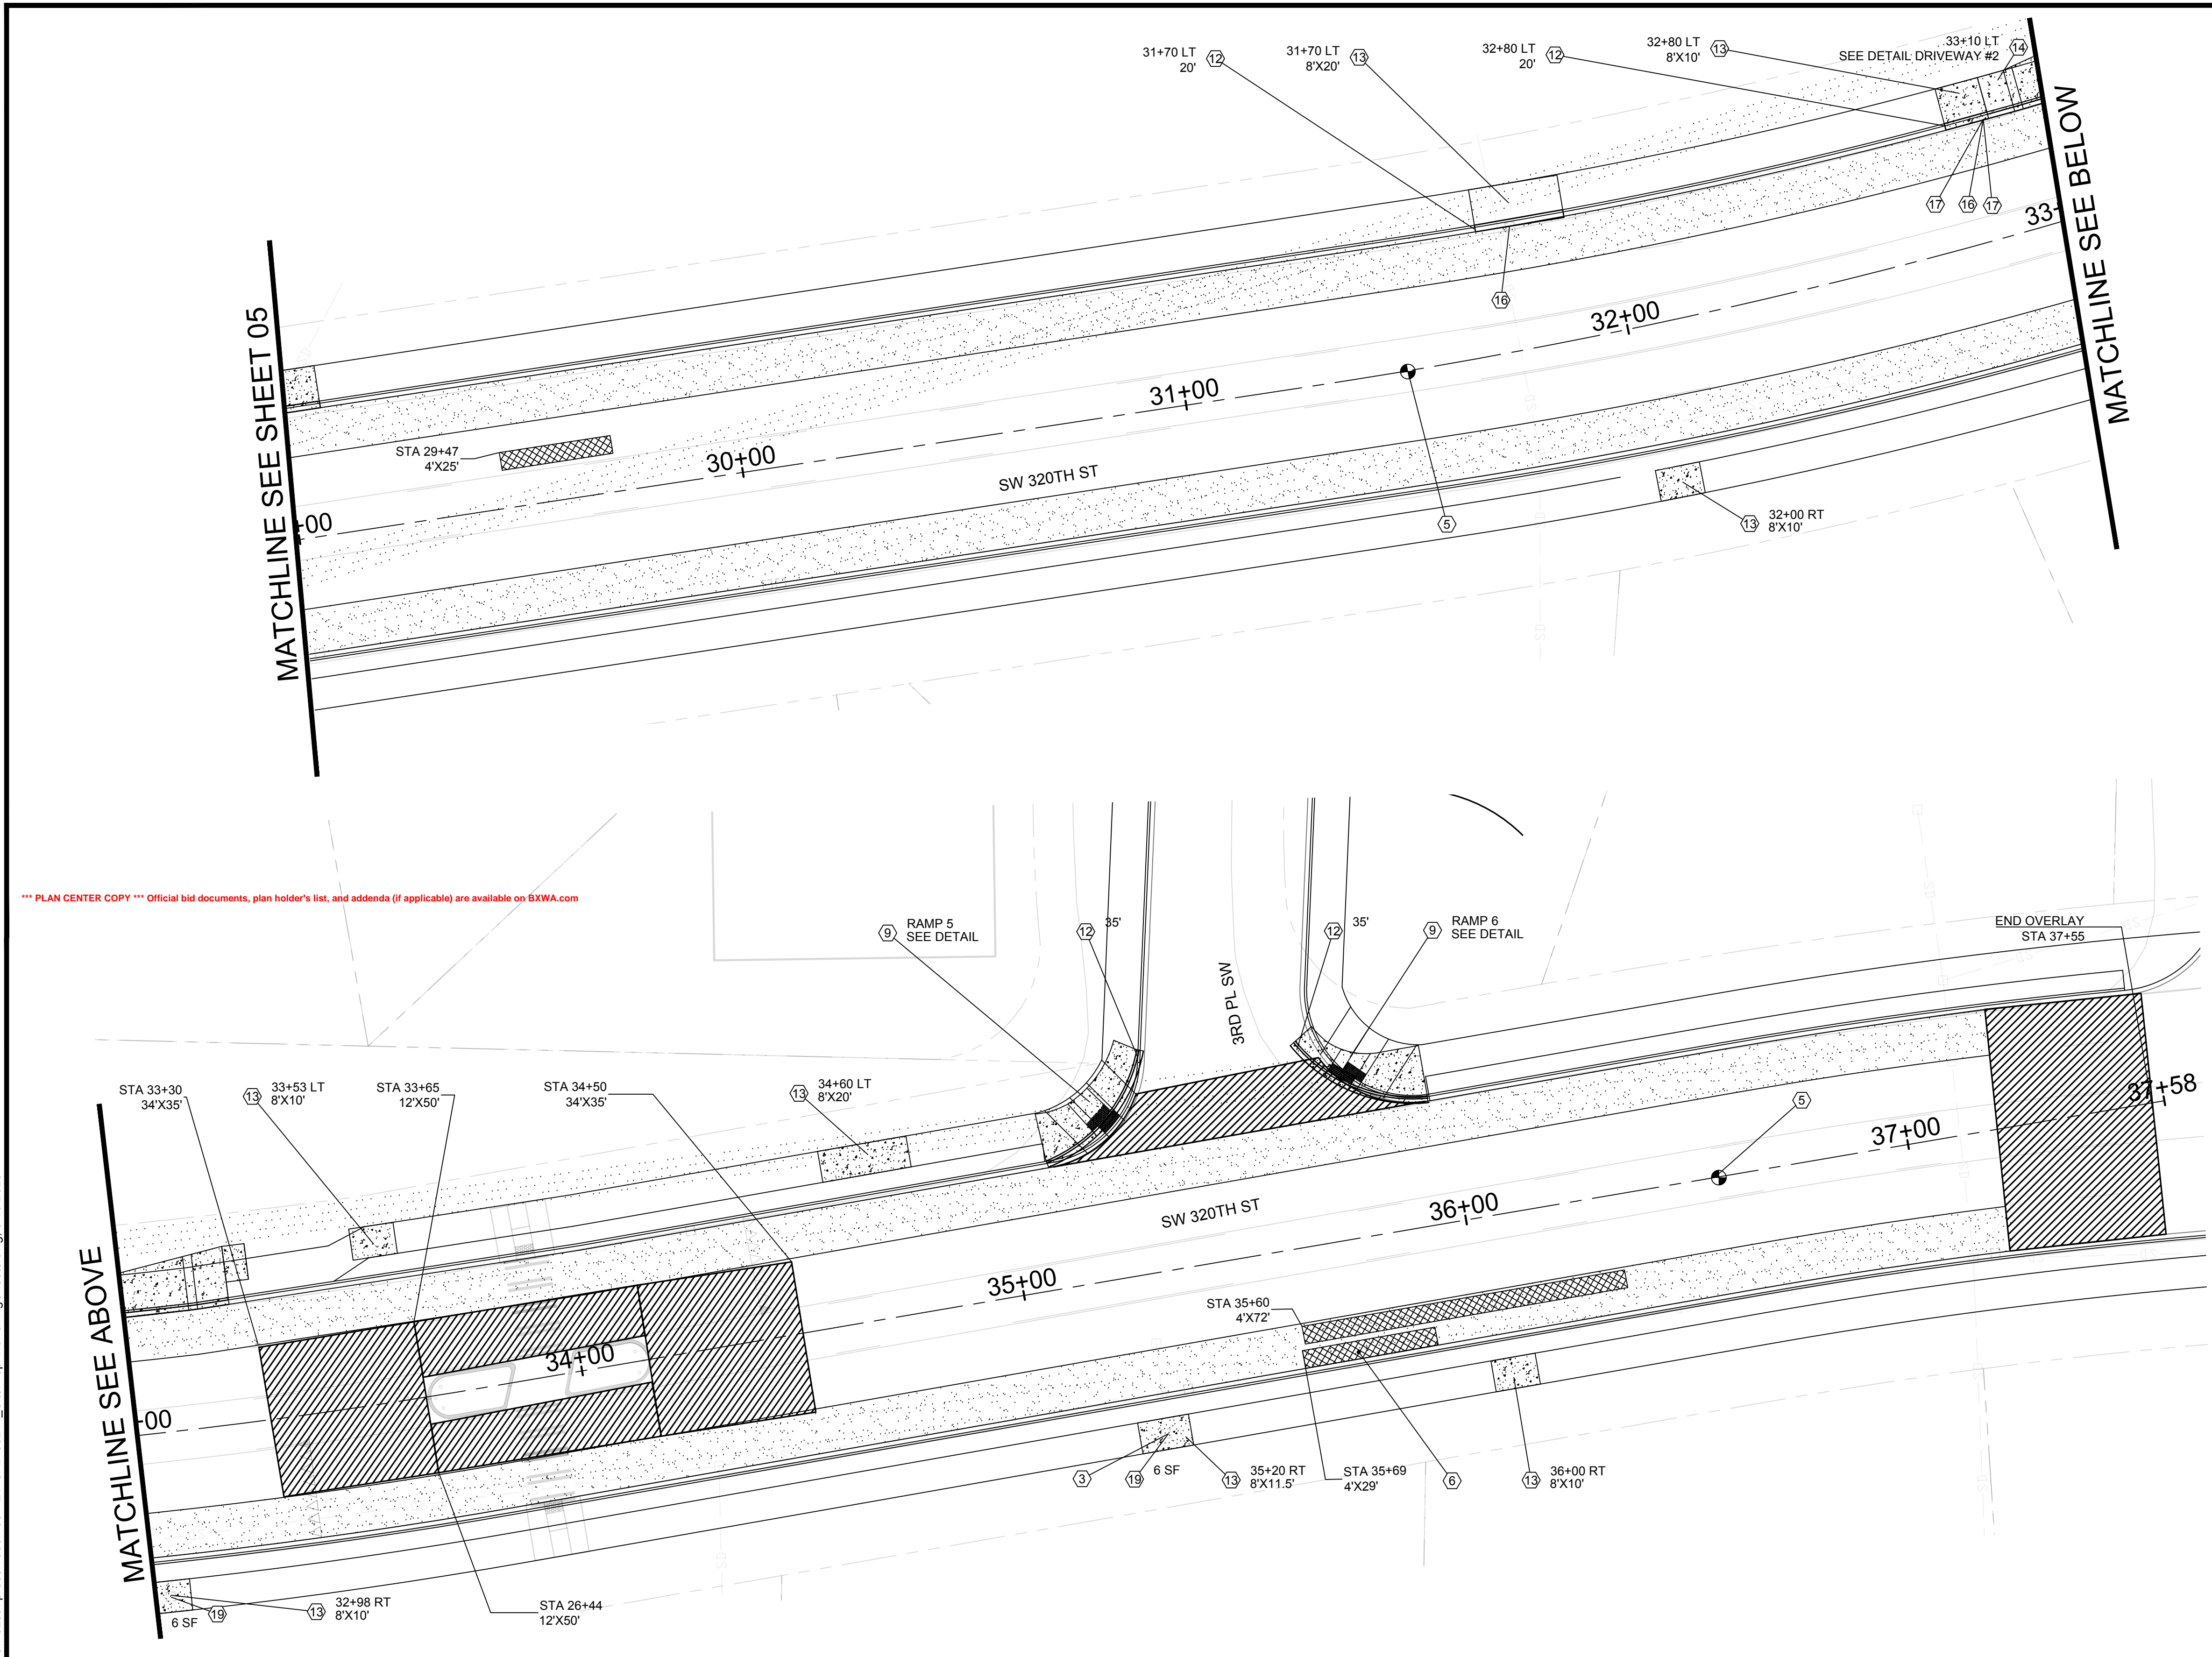 31+70 LT
20'
12
31+70 LT
8'X20'
13
32+80 LT
20'
12
32+80 LT
8'X10'
13
33+10 LT
SEE DETAIL DRIVEWAY #2
14
MATCHLINE SEE SHEET 05
MATCHLINE SEE BELOW
17
16
17
33+
32+00
16
31+00
STA 29+47
4'X25'
30+00
SW 320TH ST
+00
5
13
32+00 RT
8'X10'
*** PLAN CENTER COPY *** Official bid documents, plan holder's list, and addenda (if applicable) are available on BXWA.com
9
RAMP 5
SEE DETAIL
12
35'
12
35'
9
RAMP 6
SEE DETAIL
END OVERLAY
STA 37+55
3RD PL SW
STA 33+30
34'X35'
13
33+53 LT
8'X10'
STA 33+65
12'X50'
STA 34+50
34'X35'
13
34+60 LT
8'X20'
5
37+58
37+00
36+00
SW 320TH ST
35+00
34+00
STA 35+60
4'X72'
MATCHLINE SEE ABOVE
+00
3
19
6 SF
13
35+20 RT
8'X11.5'
STA 35+69
4'X29'
6
13
36+00 RT
8'X10'
6 SF
19
13
32+98 RT
8'X10'
STA 26+44
12'X50'